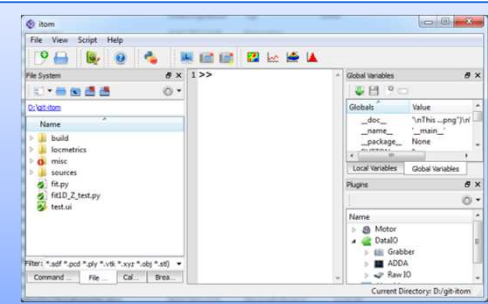 itom
File View Script Help
File System
D:\git-itom
Name
build
locmetrics
misc
sources
fit.py
fit1D_Z_test.py
test.ui
Filter: *.sdf *.pcd *.ply *.vtk *.xyz *.obj *.stl)
Command ... File ... Cal... Brea...
1 >>
Global Variables
Globals Value
__doc__ "\nThis ...png")\n(
__name__ '__main__'
__package__ None
Local Variables Global Variables
Plugins
Name
Motor
DataIO
Grabber
ADDA
Raw IO
Current Directory: D:/git-itom